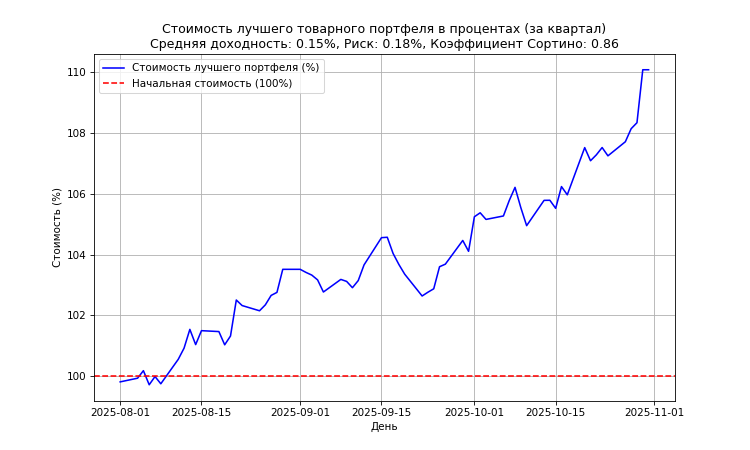 Стоимость лучшего товарного портфеля в процентах (за квартал)
Средняя доходность: 0.15%, Риск: 0.18%, Коэффициент Сортино: 0.86
Стоимость лучшего портфеля (%)
Начальная стоимость (100%)
Стоимость (%)
110
108
106
104
102
100
2025-08-01 2025-08-15 2025-09-01 2025-09-15 2025-10-01 2025-10-15 2025-11-01
День